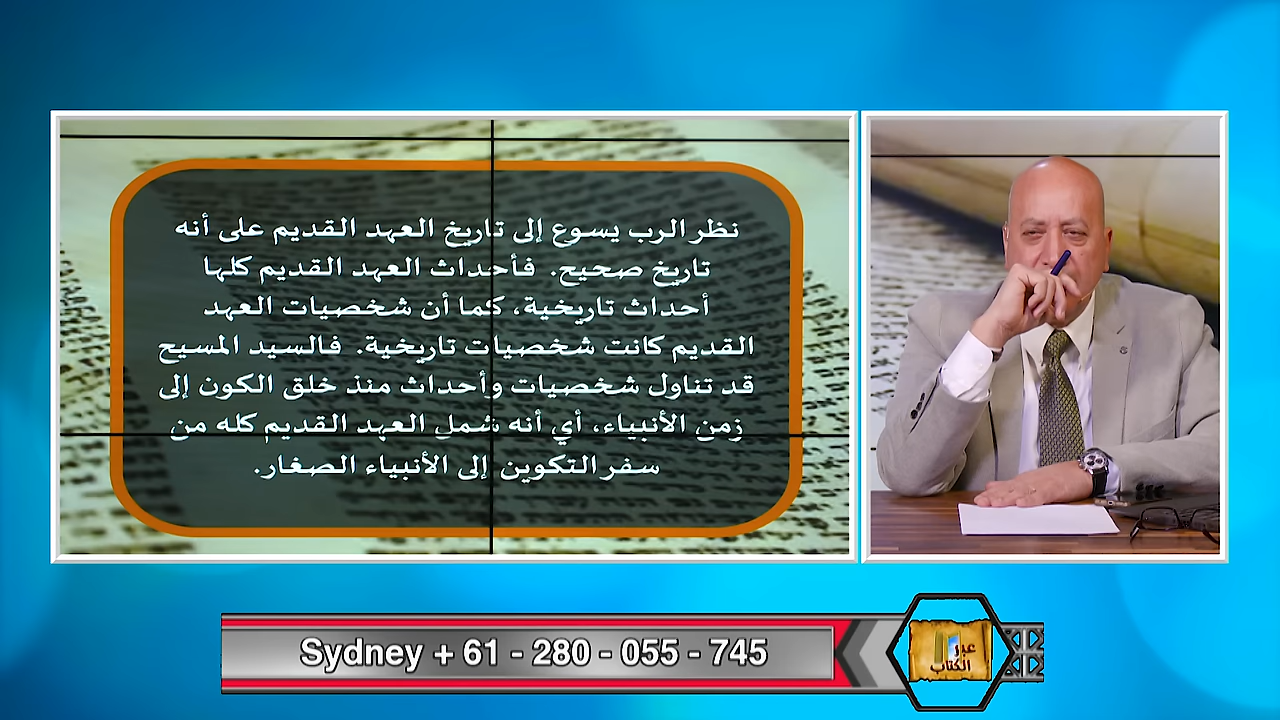 نظر الرب يسوع إلى تاريخ العهد القديم على أنه
تاريخ صحيح. فأحداث العهد القديم كلها
أحداث تاريخية، كما أن شخصيات العهد
القديم كانت شخصيات تاريخية. فالسيد المسيح
قد تناول شخصيات وأحداث منذ خلق الكون إلى
زمن الأنبياء، أي أنه شمل العهد القديم كله من
سفر التكوين إلى الأنبياء الصغار.
Sydney + 61 - 280 - 055 - 745
عبر
الكتاب